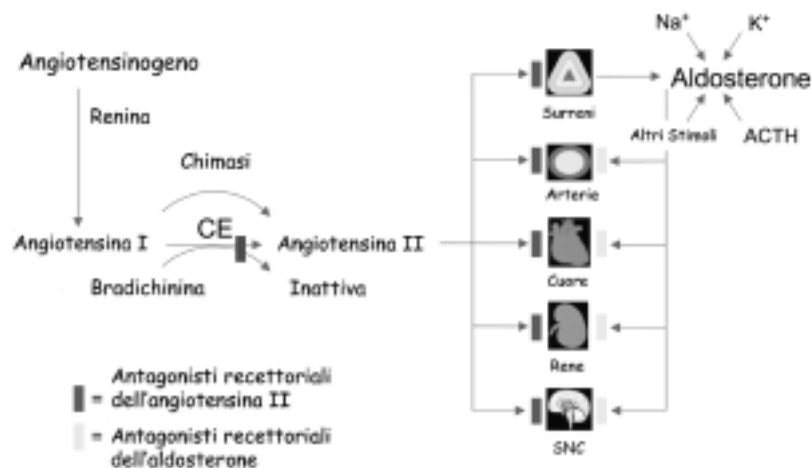 Na⁺
K⁺
Angiotensinogeno
Aldosterone
Renina
Surreni
Altri Stimoli
ACTH
Chimasi
Arterie
CE
Angiotensina I
Angiotensina II
Bradichinina
Inattiva
Cuore
Rene
= Antagonisti recettoriali
dell'angiotensina II
= Antagonisti recettoriali
dell'aldosterone
SNC